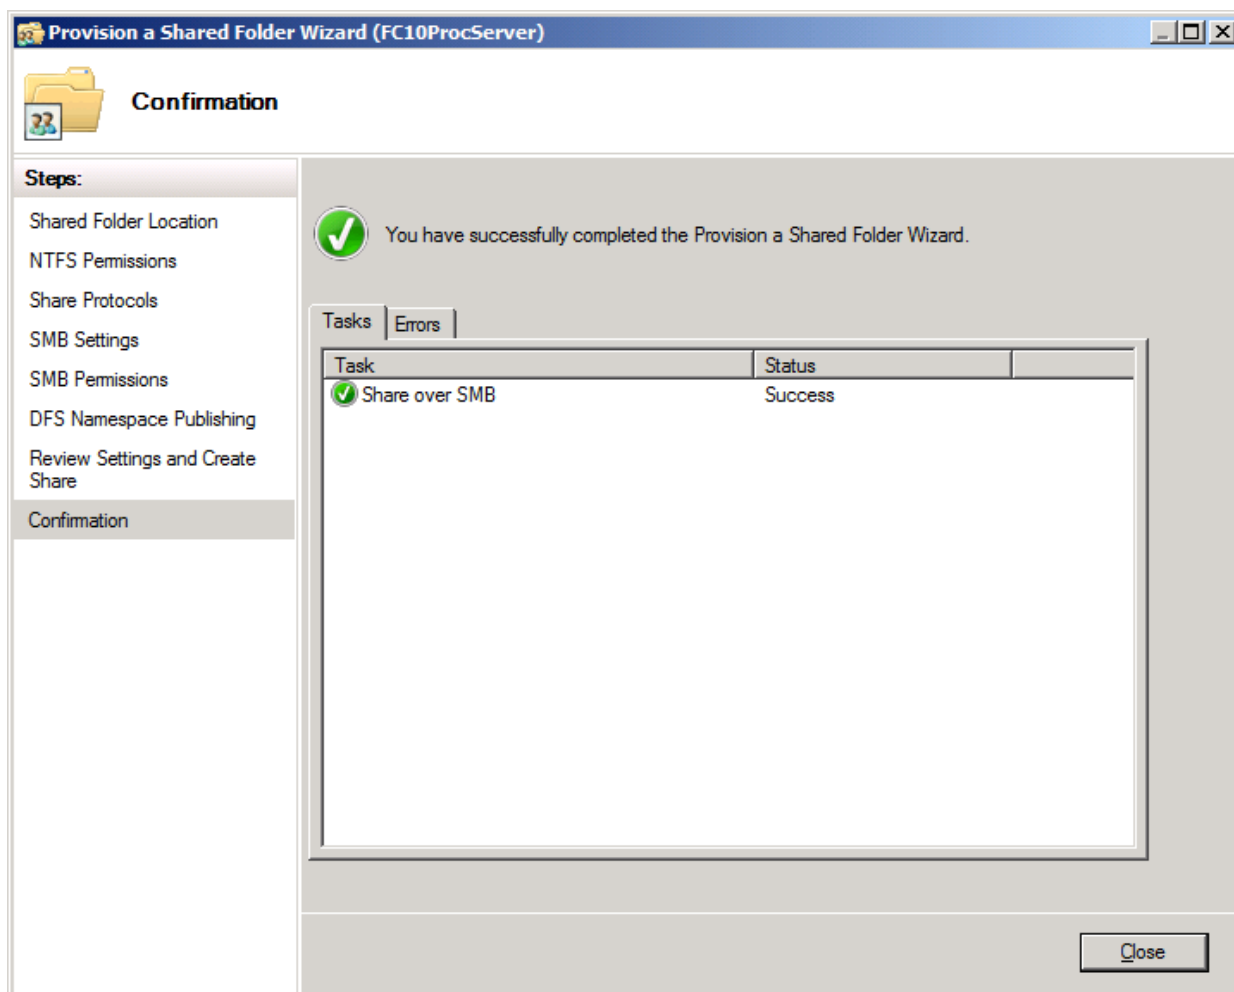 Provision a Shared Folder Wizard (FC10ProcServer)
Confirmation
Steps:
Shared Folder Location
NTFS Permissions
Share Protocols
SMB Settings
SMB Permissions
DFS Namespace Publishing
Review Settings and Create
Share
Confirmation
You have successfully completed the Provision a Shared Folder Wizard.
Tasks
Errors
Task
Status
Share over SMB
Success
Close